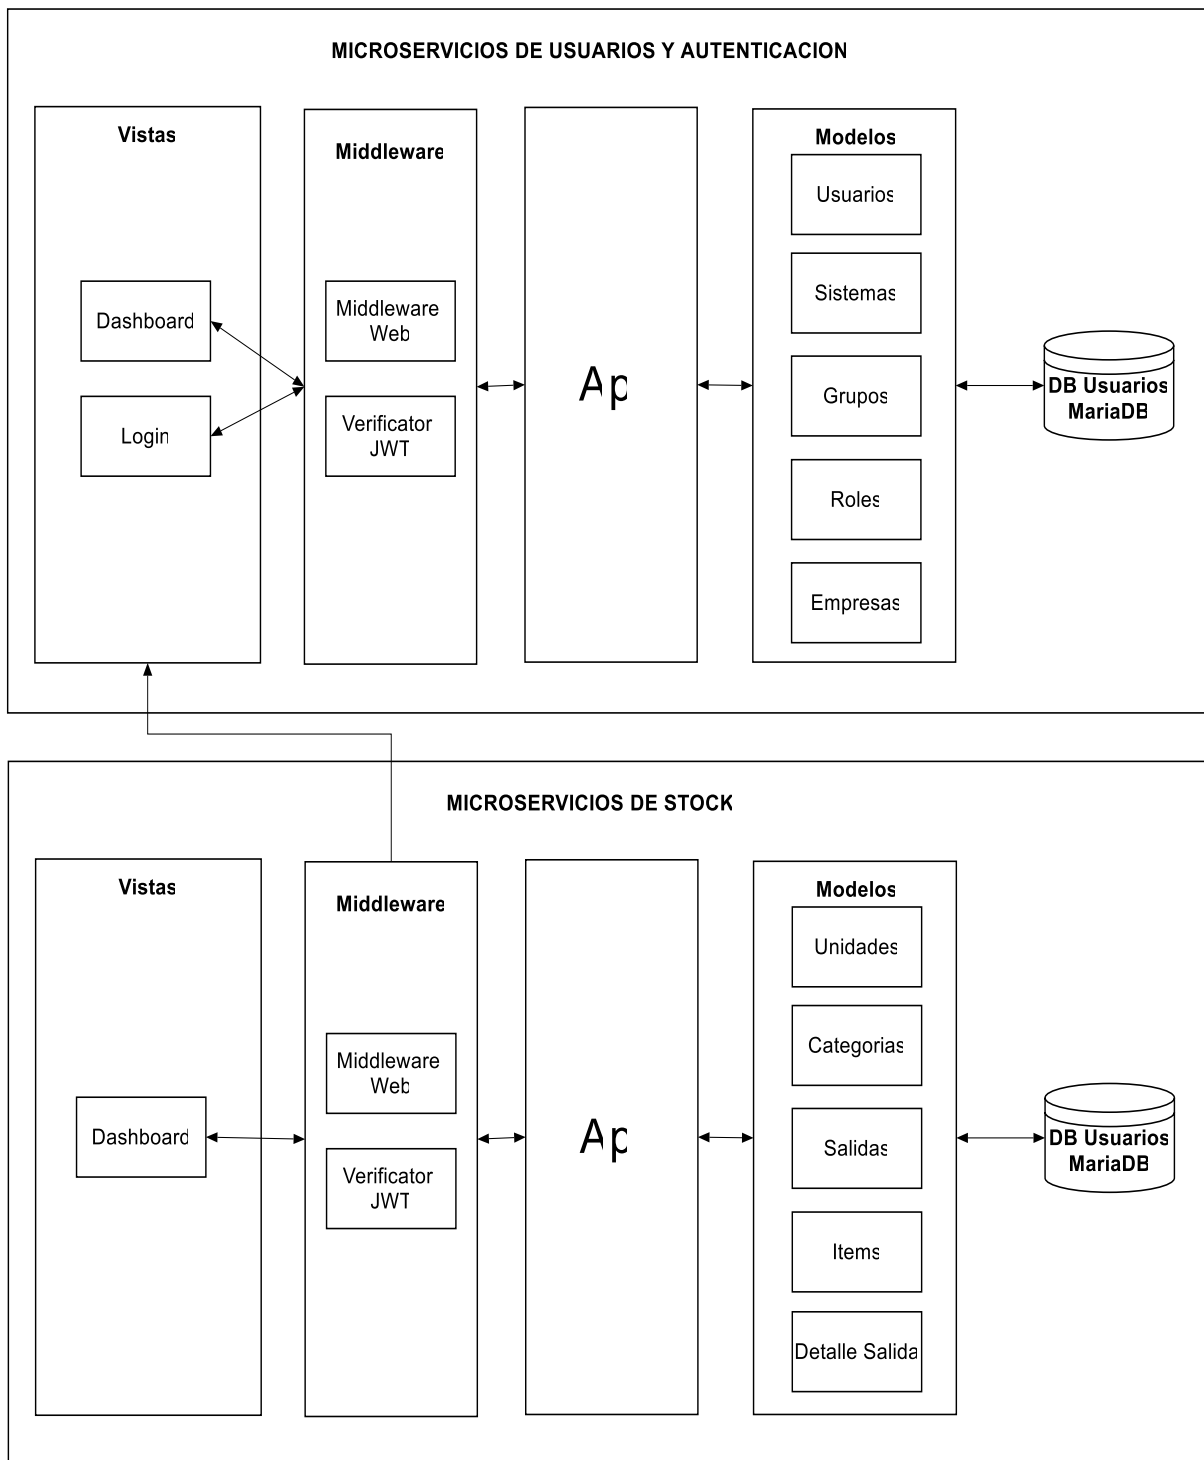 MICROSERVICIOS DE USUARIOS Y AUTENTICACION
Vistas
Dashboard
Login
Middleware
Middleware
Web
Verificator
JWT
Ap
Modelos
Usuarios
Sistemas
Grupos
Roles
Empresas
DB Usuarios
MariaDB
MICROSERVICIOS DE STOCK
Vistas
Dashboard
Middleware
Middleware
Web
Verificator
JWT
Ap
Modelos
Unidades
Categorias
Salidas
Items
Detalle Salida
DB Usuarios
MariaDB